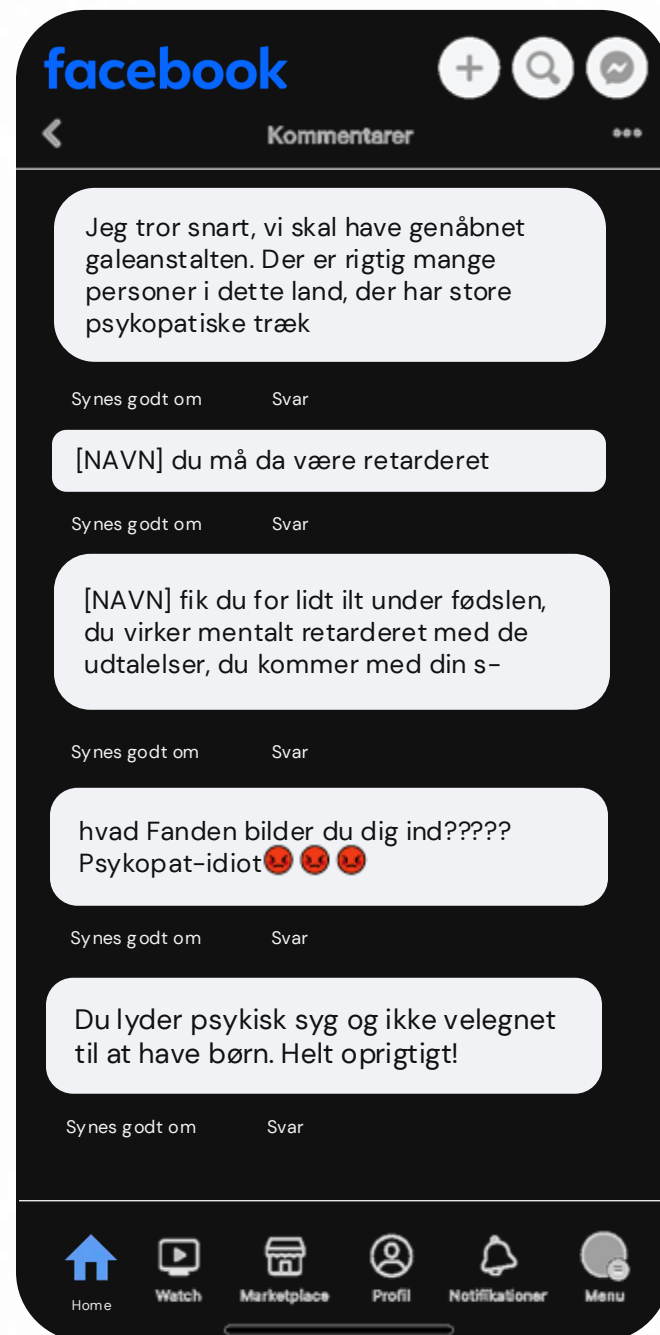 facebook
Kommentarer
Jeg tror snart, vi skal have genåbnet
galeanstalten. Der er rigtig mange
personer i dette land, der har store
psykopatiske træk
Synes godt om Svar
[NAVN] du må da være retarderet
Synes godt om Svar
[NAVN] fik du for lidt ilt under fødslen,
du virker mentalt retarderet med de
udtalelser, du kommer med din s-
Synes godt om Svar
hvad Fanden bilder du dig ind?????
Psykopat-idiot😡😡😡
Synes godt om Svar
Du lyder psykisk syg og ikke velegnet
til at have børn. Helt oprigtigt!
Synes godt om Svar
Home Watch Marketplace Profil Notifikationer Menu